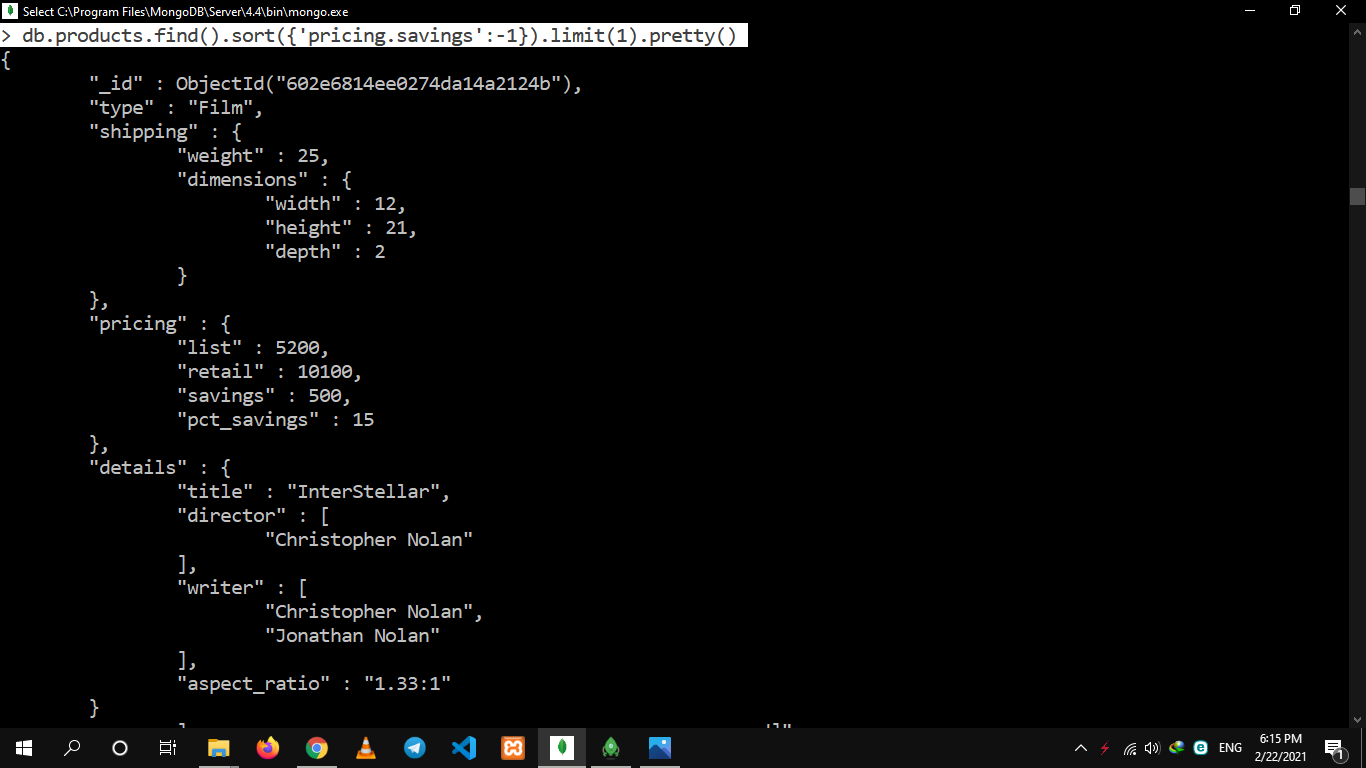 Select C:\Program Files\MongoDB\Server\4.4\bin\mongo.exe
> db.products.find().sort({'pricing.savings':-1}).limit(1).pretty()
{
"_id" : ObjectId("602e6814ee0274da14a2124b"),
"type" : "Film",
"shipping" : {
"weight" : 25,
"dimensions" : {
"width" : 12,
"height" : 21,
"depth" : 2
}
},
"pricing" : {
"list" : 5200,
"retail" : 10100,
"savings" : 500,
"pct_savings" : 15
},
"details" : {
"title" : "InterStellar",
"director" : [
"Christopher Nolan"
],
"writer" : [
"Christopher Nolan",
"Jonathan Nolan"
],
"aspect_ratio" : "1.33:1"
}
ENG
6:15 PM
2/22/2021
1